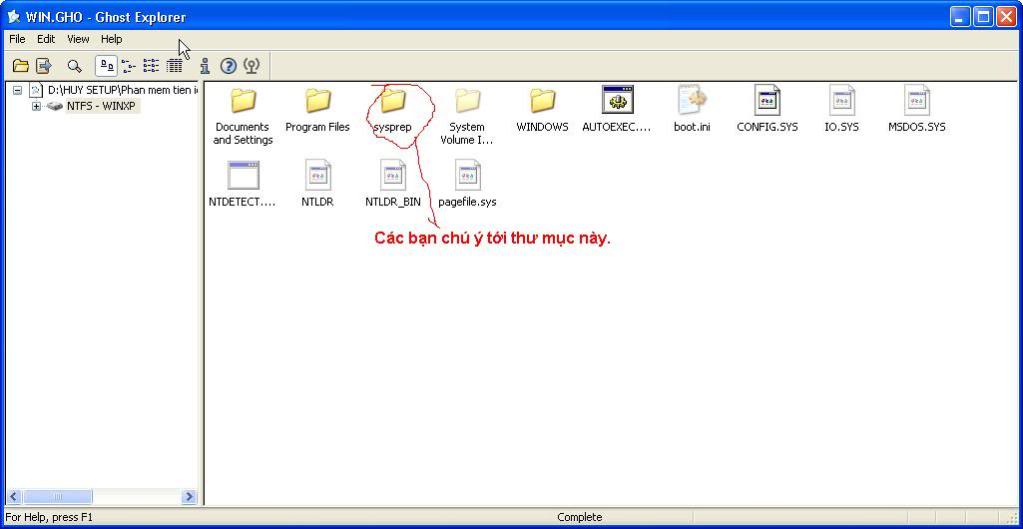 WIN.GHO - Ghost Explorer
File Edit View Help
D:\HUY SETUP\Phan mem tien i
NTFS - WINXP
Documents
and Settings
Program Files
sysprep
System
Volume I...
WINDOWS
AUTOEXEC....
boot.ini
CONFIG.SYS
IO.SYS
MSDOS.SYS
NTDETECT....
NTLDR
NTLDR_BIN
pagefile.sys
Các bạn chú ý tới thư mục này.
For Help, press F1
Complete